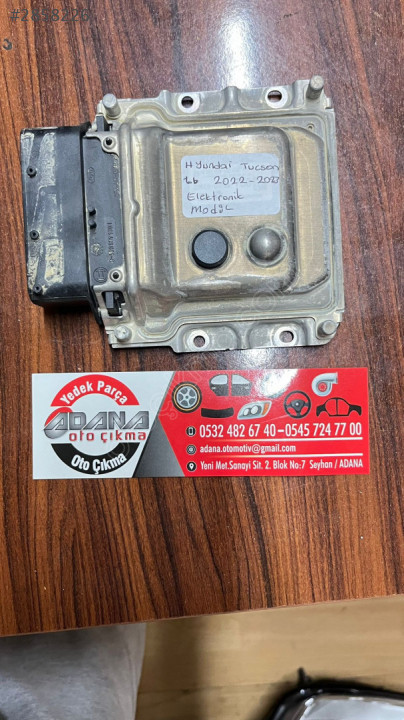 Hyundai Tucson
1.6 2022-2023
Elektronik
Modül
Yedek Parça
ADANA
oto çıkma
Oto Çıkma
0532 482 67 40-0545 724 77 00
adana.otomotiv@gmail.com
Yeni Met.Sanayi Sit. 2. Blok No:7 Seyhan / ADANA